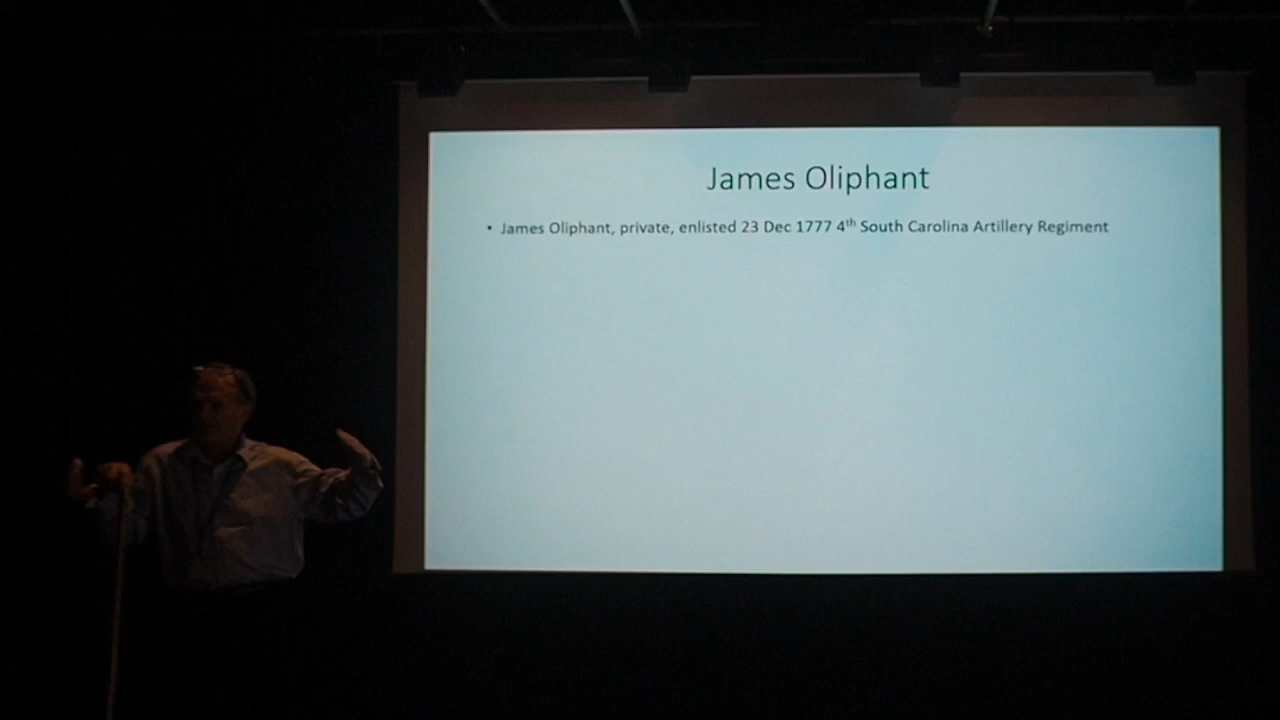 James Oliphant
• James Oliphant, private, enlisted 23 Dec 1777 4th South Carolina Artillery Regiment